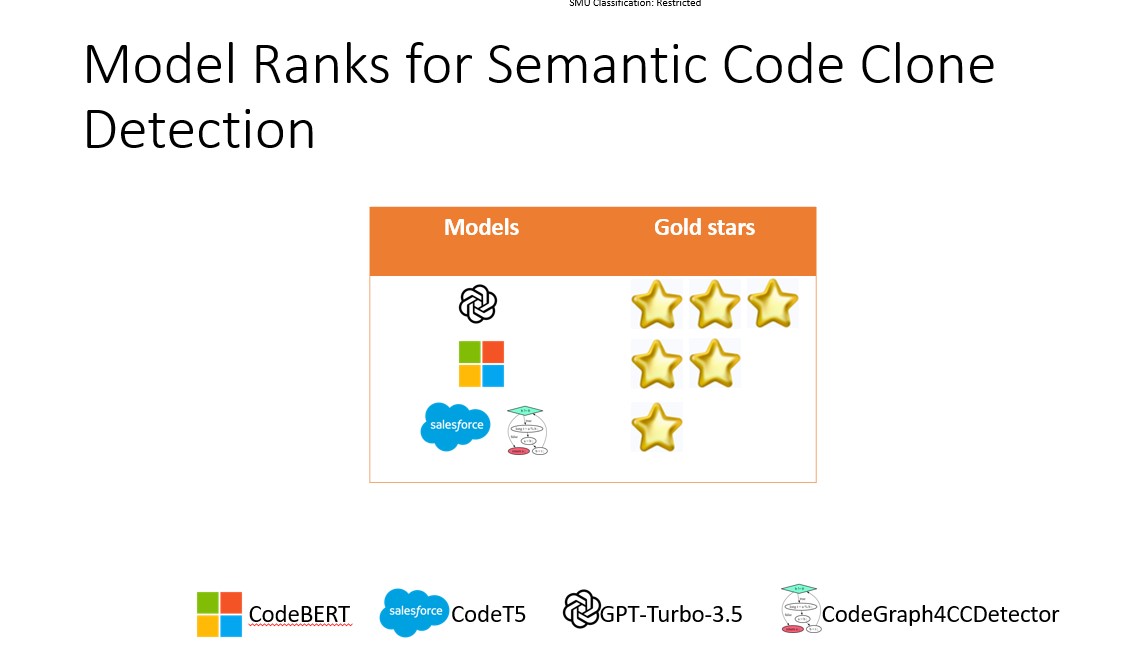 SMU Classification: Restricted
Model Ranks for Semantic Code Clone
Detection
Models Gold stars
salesforce
CodeBERT salesforce CodeT5 GPT-Turbo-3.5 CodeGraph4CCDetector